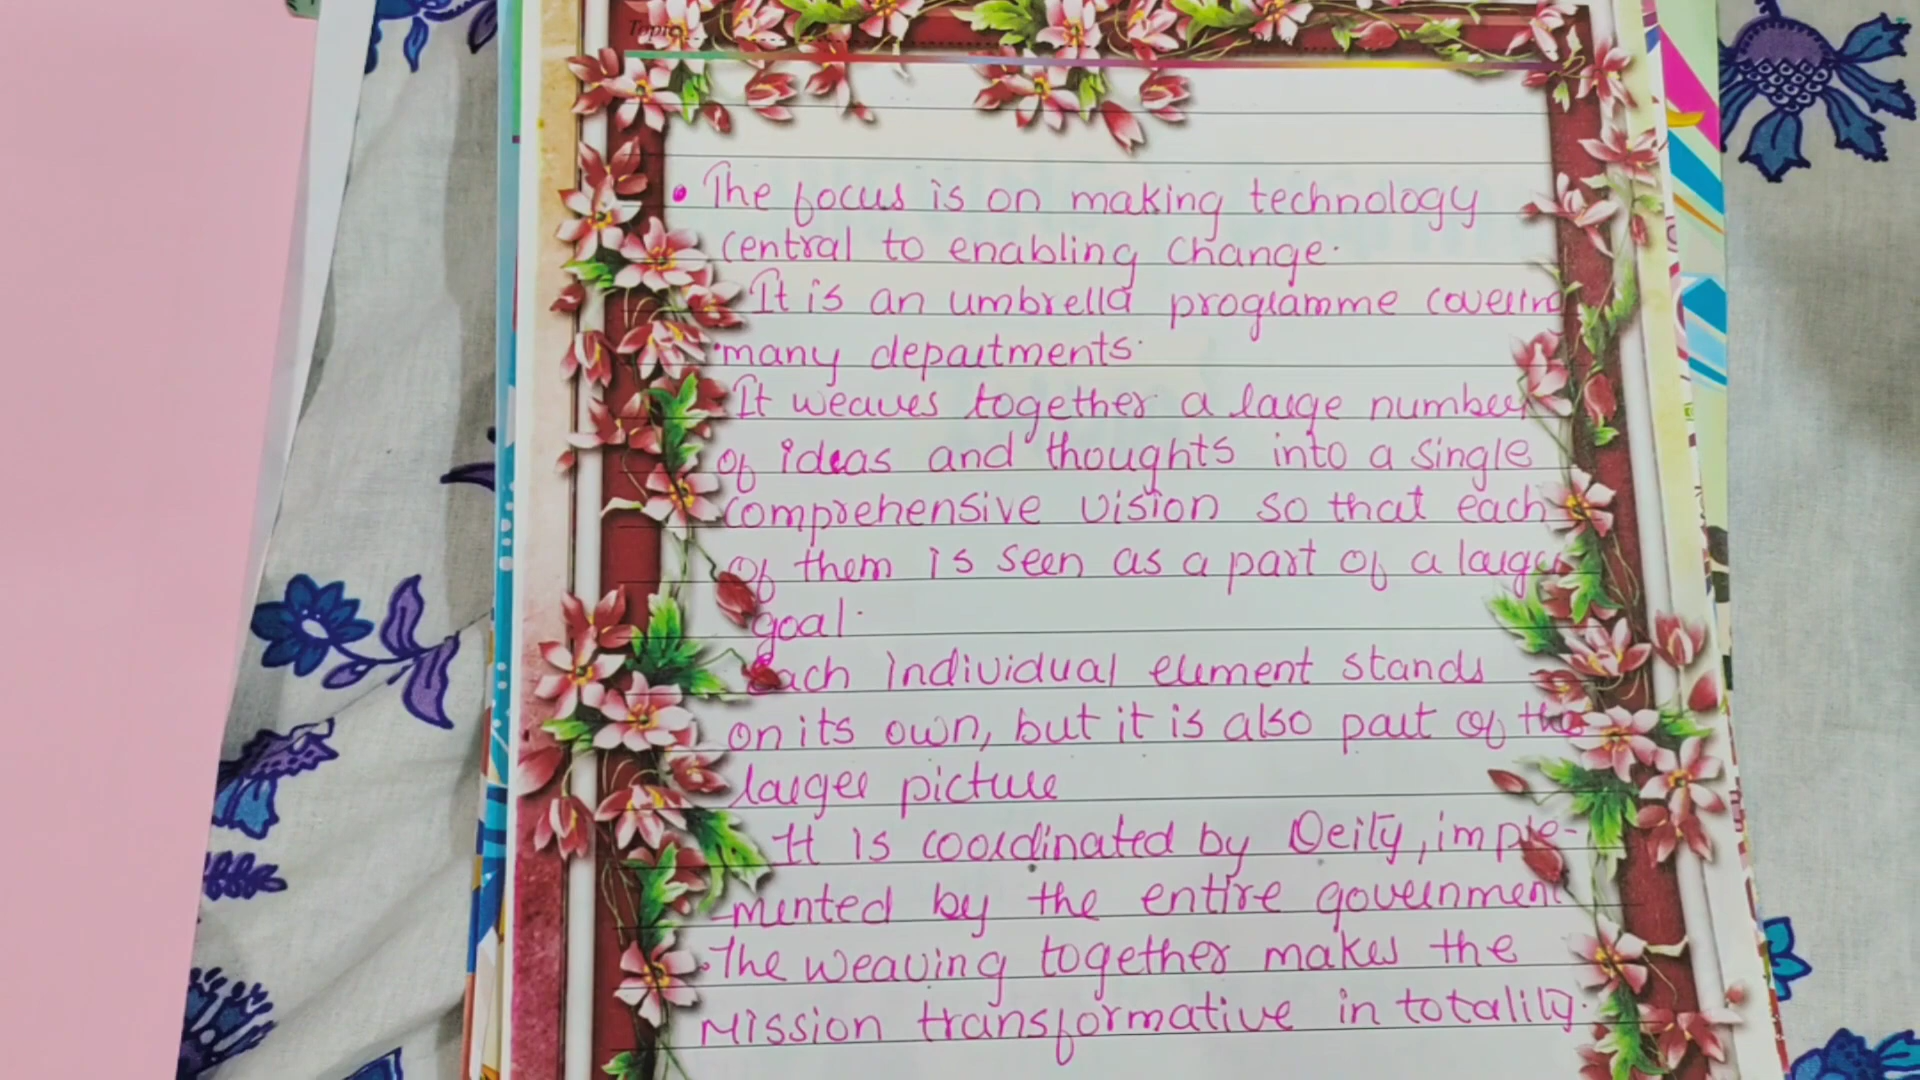 Topic
• The focus is on making technology
central to enabling change.
It is an umbrella programme covering
• many departments.
It weaves together a large number
of ideas and thoughts into a single
comprehensive vision so that each
of them is seen as a part of a larger
goal.
Each individual element stands
on its own, but it is also part of the
larger picture
It is coordinated by Deity, imple-
-mented by the entire government
• The weaving together makes the
Mission transformative in totality.